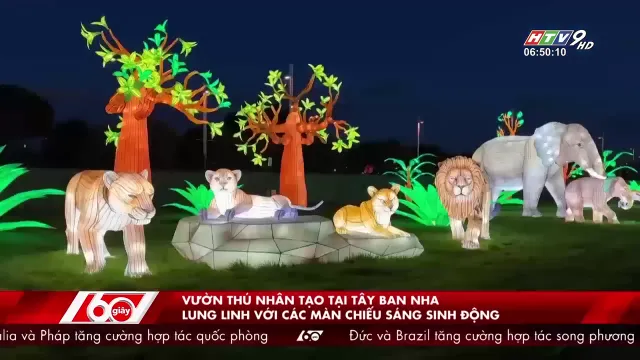 HTV9 HD
06:50:10
60 giây
VƯỜN THÚ NHÂN TẠO TẠI TÂY BAN NHA
LUNG LINH VỚI CÁC MÀN CHIẾU SÁNG SINH ĐỘNG
alia và Pháp tăng cường hợp tác quốc phòng 60 Đức và Brazil tăng cường hợp tác song phương